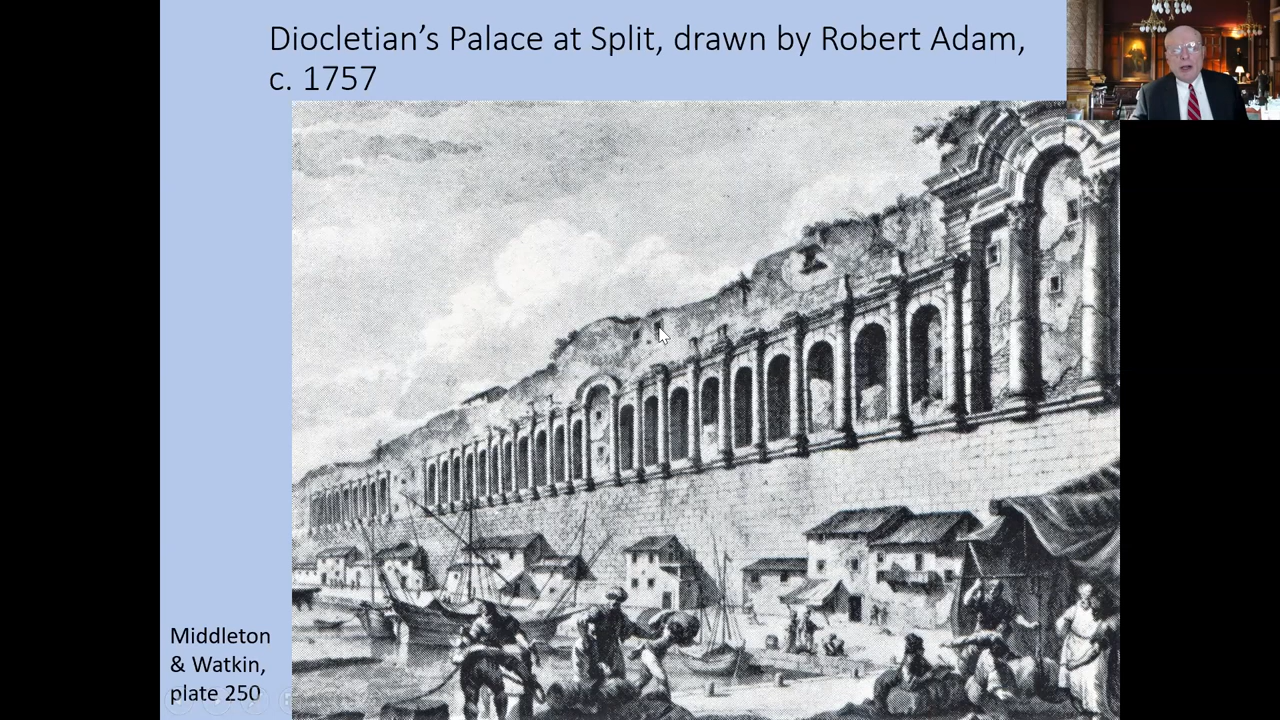 Diocletian’s Palace at Split, drawn by Robert Adam,
c. 1757
Middleton
& Watkin,
plate 250